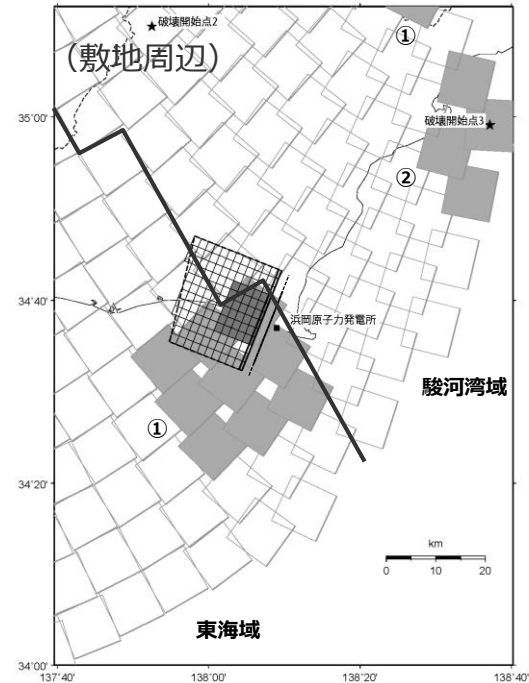 破壊開始点2
①
（敷地周辺）
35°00'
破壊開始点3
②
34°40'
浜岡原子力発電所
駿河湾域
①
34°20'
km
0 10 20
東海域
34°00'
137°40' 138°00' 138°20' 138°40'